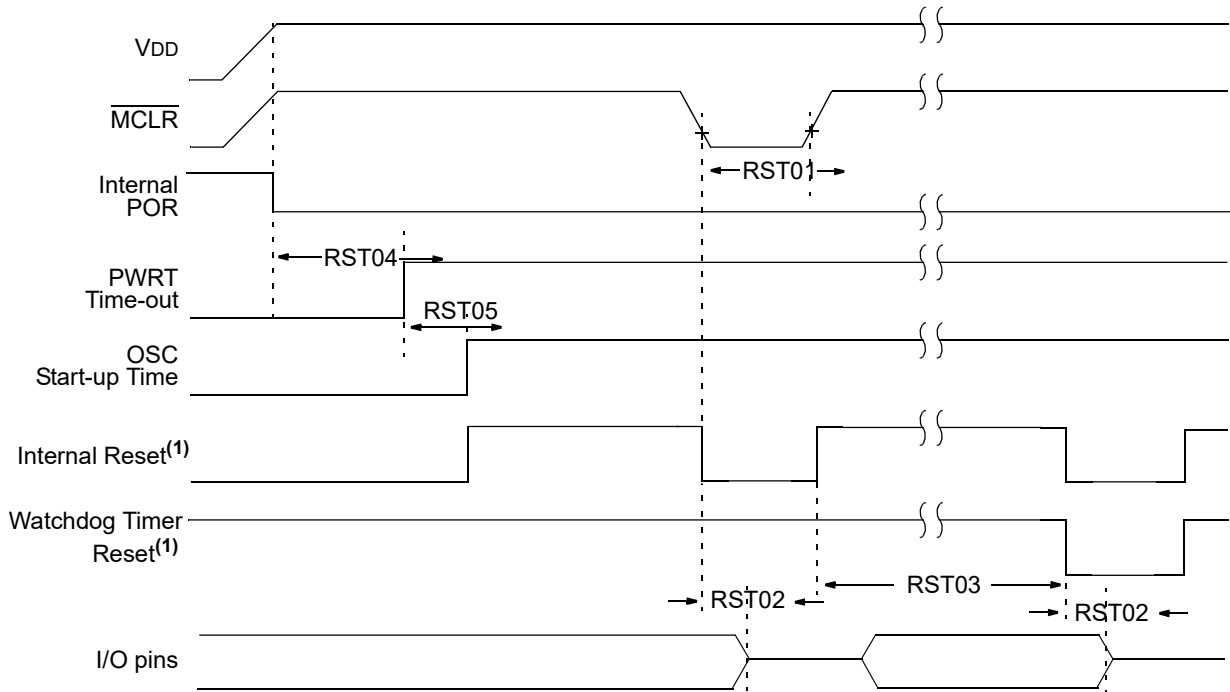 VDD
MCLR
RST01
Internal
POR
RST04
PWRT
Time-out
RST05
OSC
Start-up Time
Internal Reset(1)
Watchdog Timer
Reset(1)
RST03
RST02
RST02
I/O pins